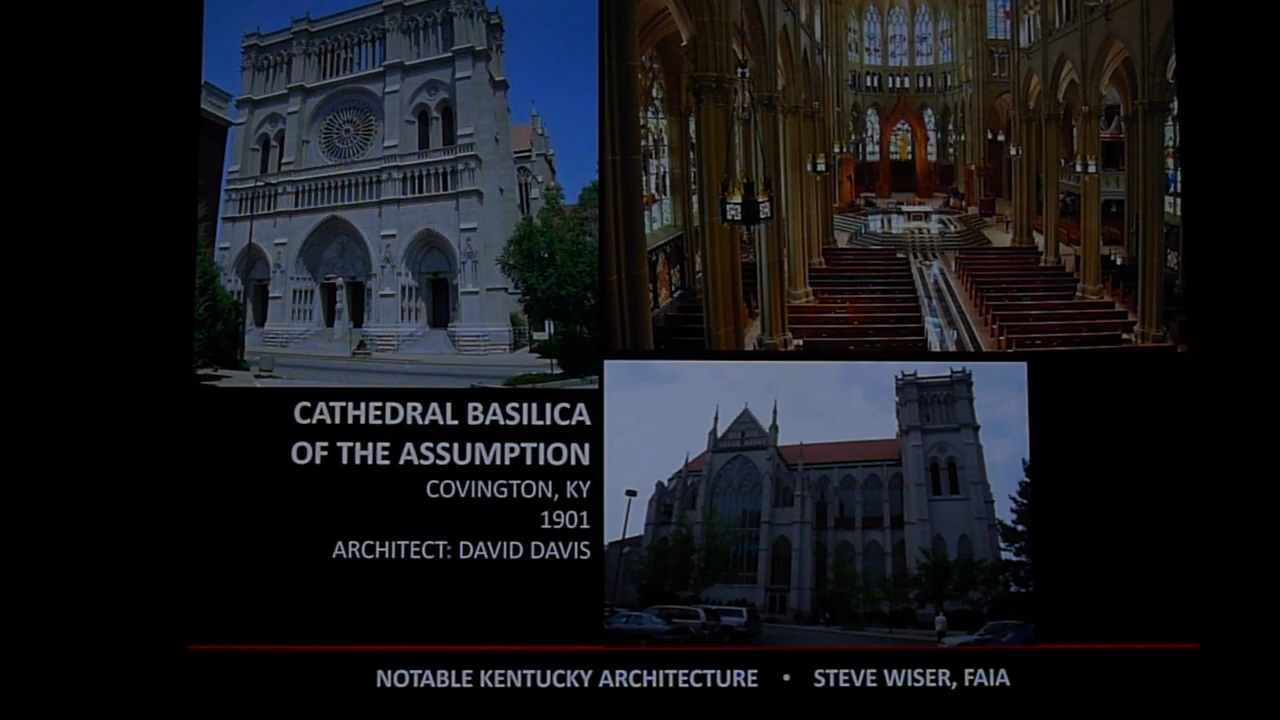 CATHEDRAL BASILICA
OF THE ASSUMPTION
COVINGTON, KY
1901
ARCHITECT: DAVID DAVIS
NOTABLE KENTUCKY ARCHITECTURE • STEVE WISER, FAIA